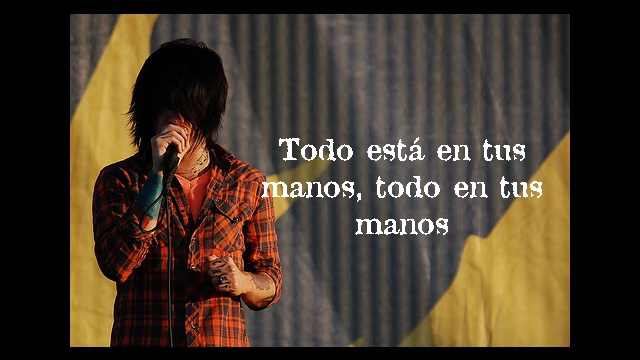 Todo está en tus
manos, todo en tus
manos